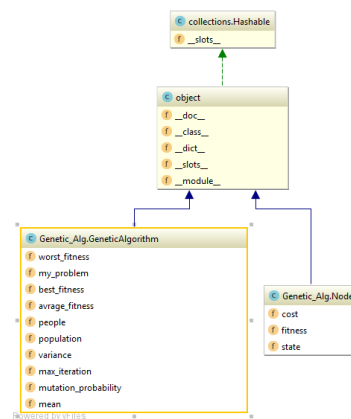 collections.Hashable
__slots__
object
__doc__
__class__
__dict__
__slots__
__module__
Genetic_Alg.GeneticAlgorithm
worst_fitness
my_problem
best_fitness
avrage_fitness
people
population
variance
max_iteration
mutation_probability
mean
Genetic_Alg.Node
cost
fitness
state
Powered by yFiles